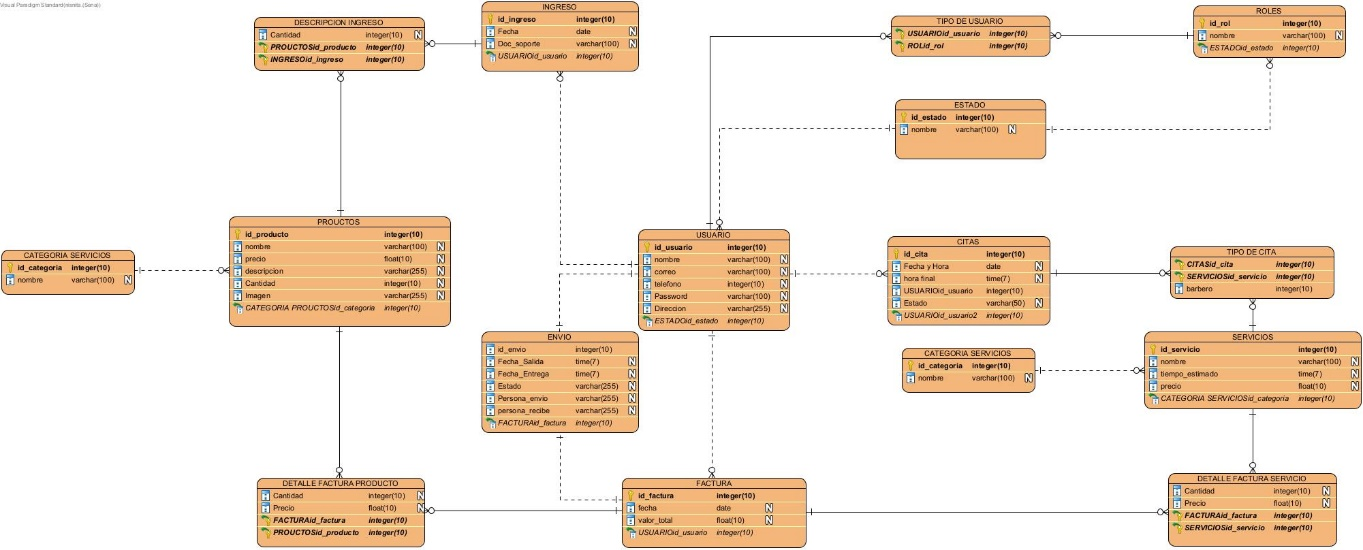 Visual Paradigm Standard(nientis (Sena))
DESCRIPCION INGRESO
Cantidad integer(10) N
PROUCTOSid_producto integer(10)
INGRESOid_ingreso integer(10)
INGRESO
id_ingreso integer(10)
Fecha date N
Doc_soporte varchar(100) N
USUARIOid_usuario integer(10)
TIPO DE USUARIO
USUARIOid_usuario integer(10)
ROLid_rol integer(10)
ROLES
id_rol integer(10)
nombre varchar(100) N
ESTADOid_estado integer(10)
ESTADO
id_estado integer(10)
nombre varchar(100) N
CATEGORIA SERVICIOS
id_categoria integer(10)
nombre varchar(100) N
PROUCTOS
id_producto integer(10)
nombre varchar(100) N
precio float(10) N
descripcion varchar(255) N
Cantidad integer(10) N
Imagen varchar(255) N
CATEGORIA PROUCTOSid_categoria integer(10)
USUARIO
id_usuario integer(10)
nombre varchar(100) N
correo varchar(100) N
telefono integer(10) N
Password varchar(100) N
Direccion varchar(255) N
ESTADOid_estado integer(10)
CITAS
id_cita integer(10)
Fecha y Hora date N
hora final time(7) N
USUARIOid_usuario integer(10)
Estado varchar(50) N
USUARIOid_usuario2 integer(10)
TIPO DE CITA
CITASid_cita integer(10)
SERVICIOSid_servicio integer(10)
barbero integer(10)
ENVIO
id_envio integer(10)
Fecha_Salida time(7) N
Fecha_Entrega time(7) N
Estado varchar(255) N
Persona_envio varchar(255) N
persona_recibe varchar(255) N
FACTURAid_factura integer(10)
CATEGORIA SERVICIOS
id_categoria integer(10)
nombre varchar(100) N
SERVICIOS
id_servicio integer(10)
nombre varchar(100) N
tiempo_estimado time(7) N
precio float(10) N
CATEGORIA SERVICIOSid_categoria integer(10)
DETALLE FACTURA PRODUCTO
Cantidad integer(10) N
Precio float(10) N
FACTURAid_factura integer(10)
PROUCTOSid_producto integer(10)
FACTURA
id_factura integer(10)
fecha date N
valor_total float(10) N
USUARIOid_usuario integer(10)
DETALLE FACTURA SERVICIO
Cantidad integer(10) N
Precio float(10) N
FACTURAid_factura integer(10)
SERVICIOSid_servicio integer(10)